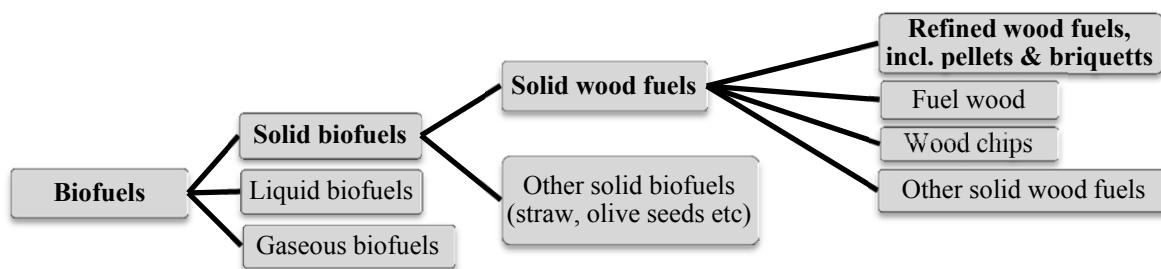 Biofuels
Solid biofuels
Liquid biofuels
Gaseous biofuels
Solid wood fuels
Other solid biofuels
(straw, olive seeds etc)
Refined wood fuels,
incl. pellets & briquetts
Fuel wood
Wood chips
Other solid wood fuels